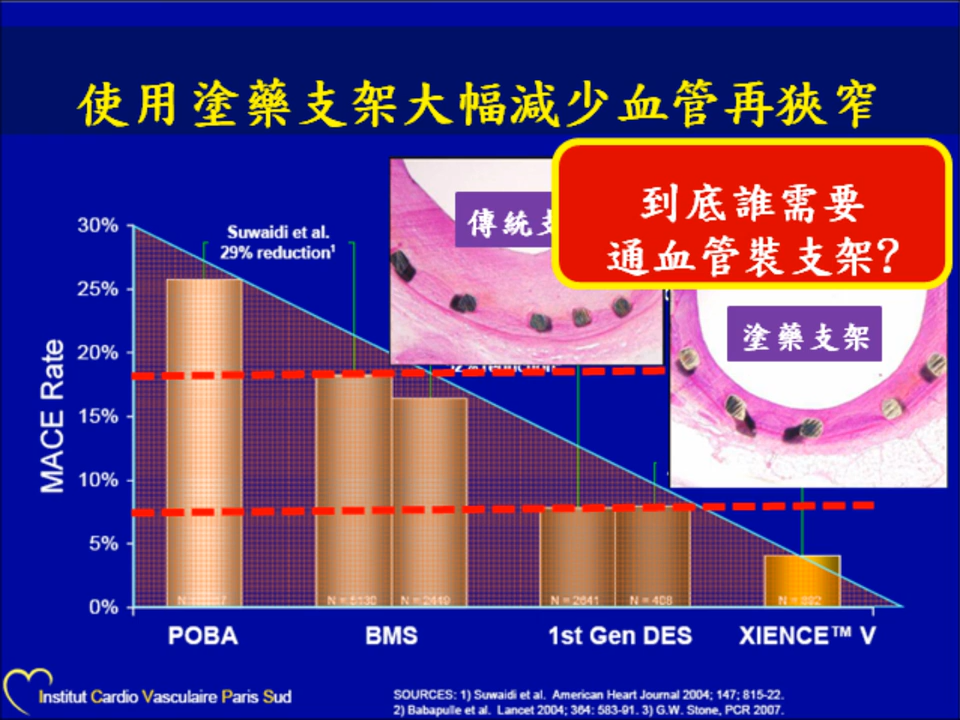 使用塗藥支架大幅減少血管再狹窄
傳統支
到底誰需要
通血管裝支架?
塗藥支架
Suwaidi et al.
29% reduction¹
MACE Rate
30%
25%
20%
15%
10%
5%
0%
N = 5130
N = 2449
N = 2641
N = 408
N = 892
POBA
BMS
1st Gen DES
XIENCE™ V
Institut Cardio Vasculaire Paris Sud
SOURCES: 1) Suwaidi et al. American Heart Journal 2004; 147; 815-22.
2) Babapulle et al. Lancet 2004; 364: 583-91. 3) G.W. Stone, PCR 2007.